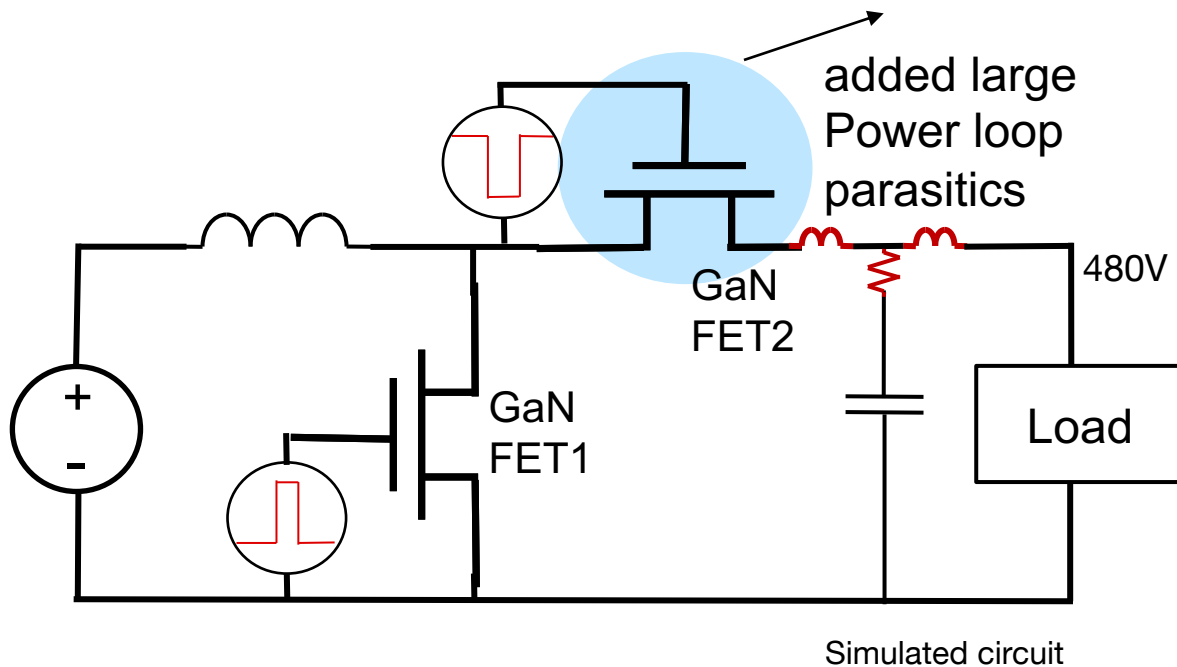 added large
Power loop
parasitics
GaN
FET2
480V
+
-
GaN
FET1
Load
Simulated circuit